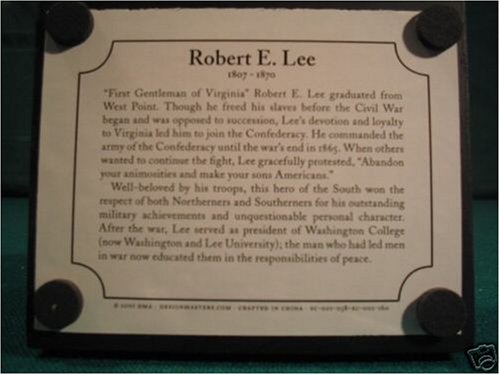 Robert E. Lee
1807 - 1870
"First Gentleman of Virginia" Robert E. Lee graduated from
West Point. Though he freed his slaves before the Civil War
began and was opposed to succession, Lee's devotion and loyalty
to Virginia led him to join the Confederacy. He commanded the
army of the Confederacy until the war's end in 1865. When others
wanted to continue the fight, Lee gracefully protested, "Abandon
your animosities and make your sons Americans."
Well-beloved by his troops, this hero of the South won the
respect of both Northerners and Southerners for his outstanding
military achievements and unquestionable personal character.
After the war, Lee served as president of Washington College
(now Washington and Lee University); the man who had led men
in war now educated them in the responsibilities of peace.
DMA · DESIGNMASTERS.COM · CRAFTED IN CHINA